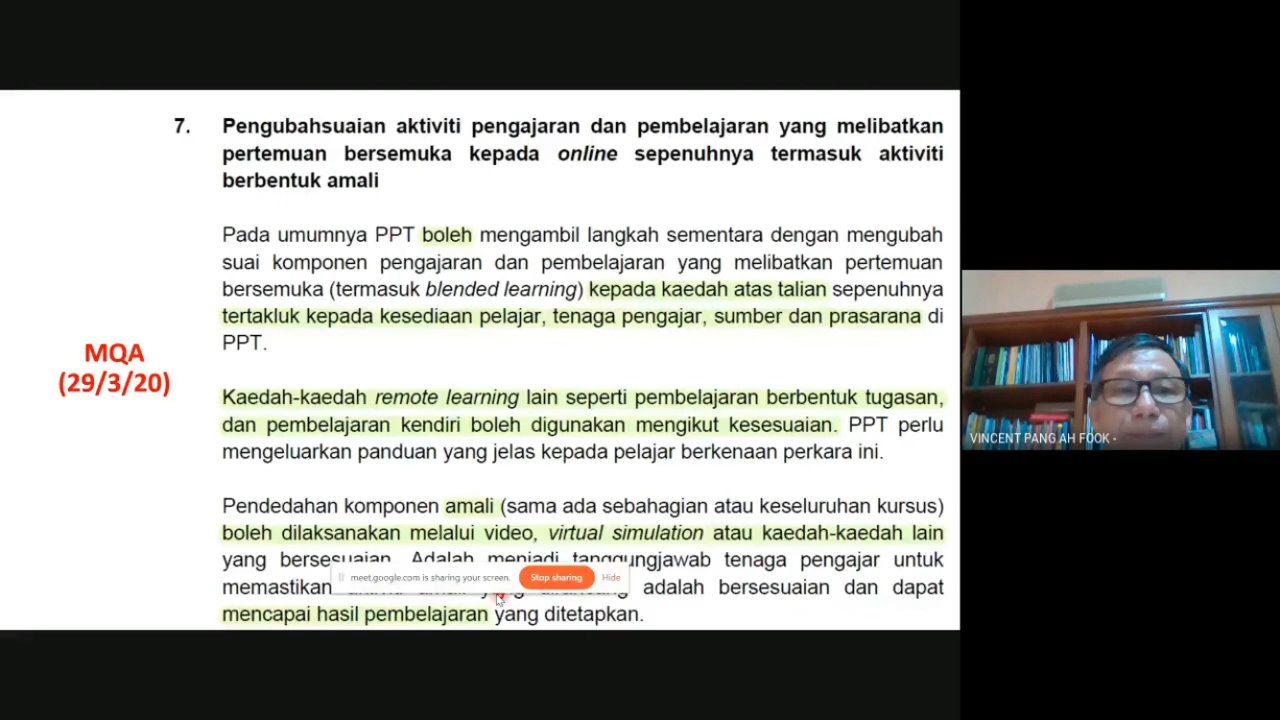 7. Pengubahsuaian aktiviti pengajaran dan pembelajaran yang melibatkan
pertemuan bersemuka kepada online sepenuhnya termasuk aktiviti
berbentuk amali
Pada umumnya PPT boleh mengambil langkah sementara dengan mengubah
suai komponen pengajaran dan pembelajaran yang melibatkan pertemuan
bersemuka (termasuk blended learning) kepada kaedah atas talian sepenuhnya
tertakluk kepada kesediaan pelajar, tenaga pengajar, sumber dan prasarana di
PPT.
MQA
(29/3/20)
Kaedah-kaedah remote learning lain seperti pembelajaran berbentuk tugasan,
dan pembelajaran kendiri boleh digunakan mengikut kesesuaian. PPT perlu
mengeluarkan panduan yang jelas kepada pelajar berkenaan perkara ini.
Pendedahan komponen amali (sama ada sebahagian atau keseluruhan kursus)
boleh dilaksanakan melalui video, virtual simulation atau kaedah-kaedah lain
yang bersesuaian. Adalah menjadi tanggungjawab tenaga pengajar untuk
memastikan adalah bersesuaian dan dapat
mencapai hasil pembelajaran yang ditetapkan.
meet.google.com is sharing your screen.
Stop sharing
Hide
VINCENT PANG AH FOOK -